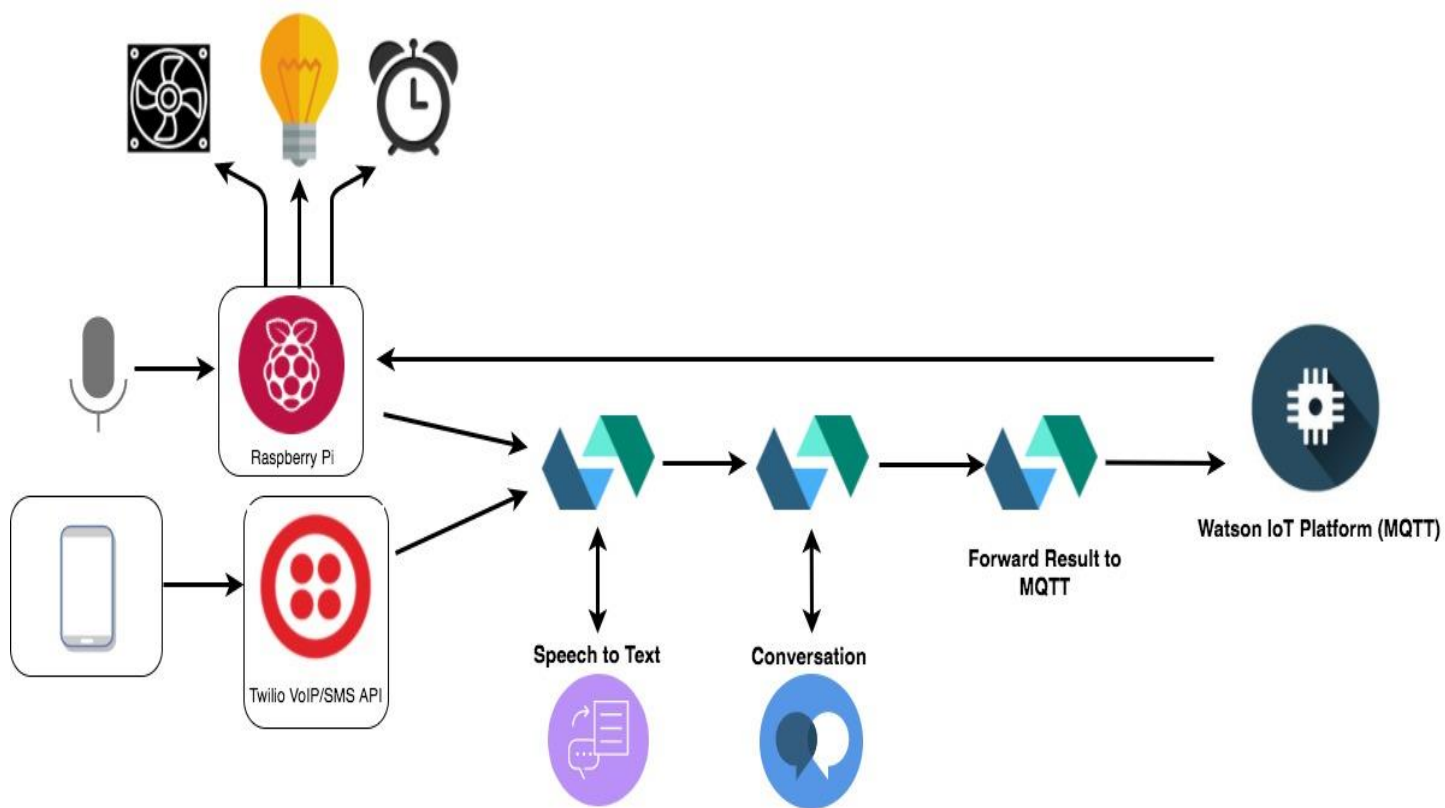 Raspberry Pi
Twilio VoIP/SMS API
Speech to Text
Conversation
Forward Result to
MQTT
Watson IoT Platform (MQTT)